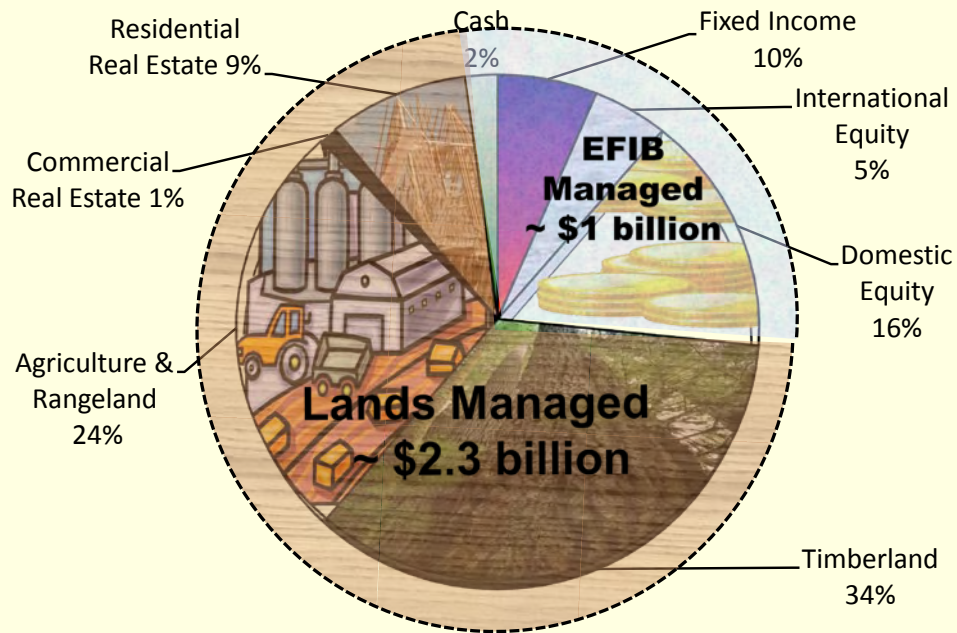 Residential
Real Estate 9%
Cash
2%
Fixed Income
10%
International
Equity
5%
EFIB
Managed
~ $1 billion
Commercial
Real Estate 1%
Domestic
Equity
16%
Agriculture &
Rangeland
24%
Lands Managed
~ $2.3 billion
Timberland
34%